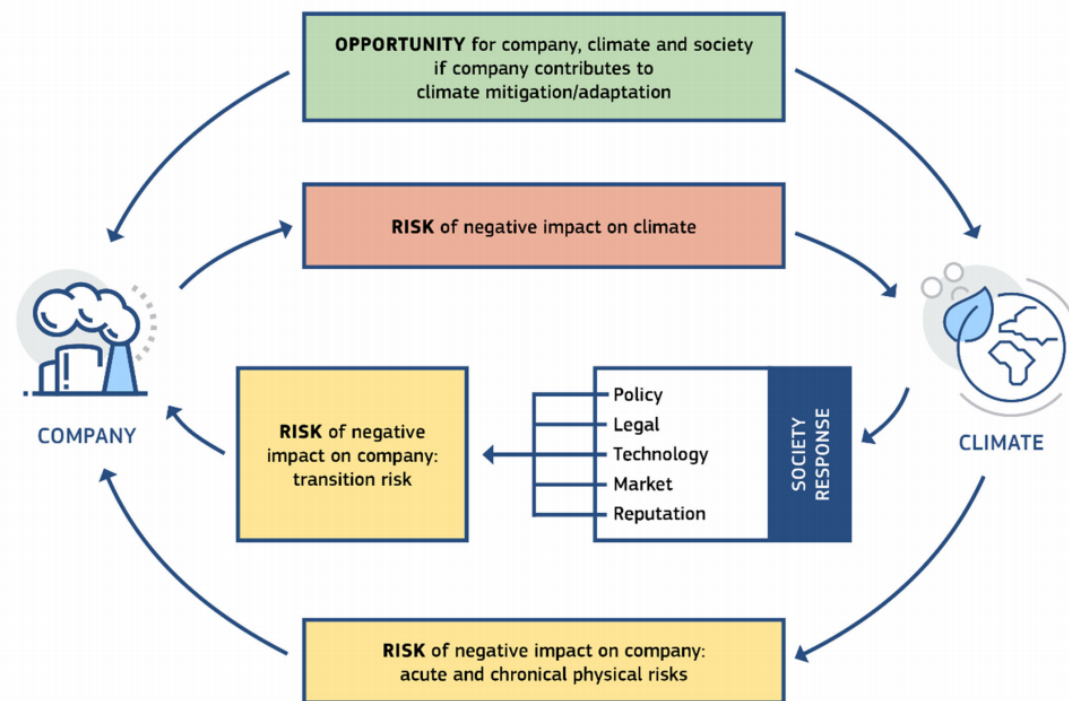 OPPORTUNITY for company, climate and society
if company contributes to
climate mitigation/adaptation
RISK of negative impact on climate
COMPANY
RISK of negative
impact on company:
transition risk
Policy
Legal
Technology
Market
Reputation
SOCIETY
RESPONSE
CLIMATE
RISK of negative impact on company:
acute and chronical physical risks